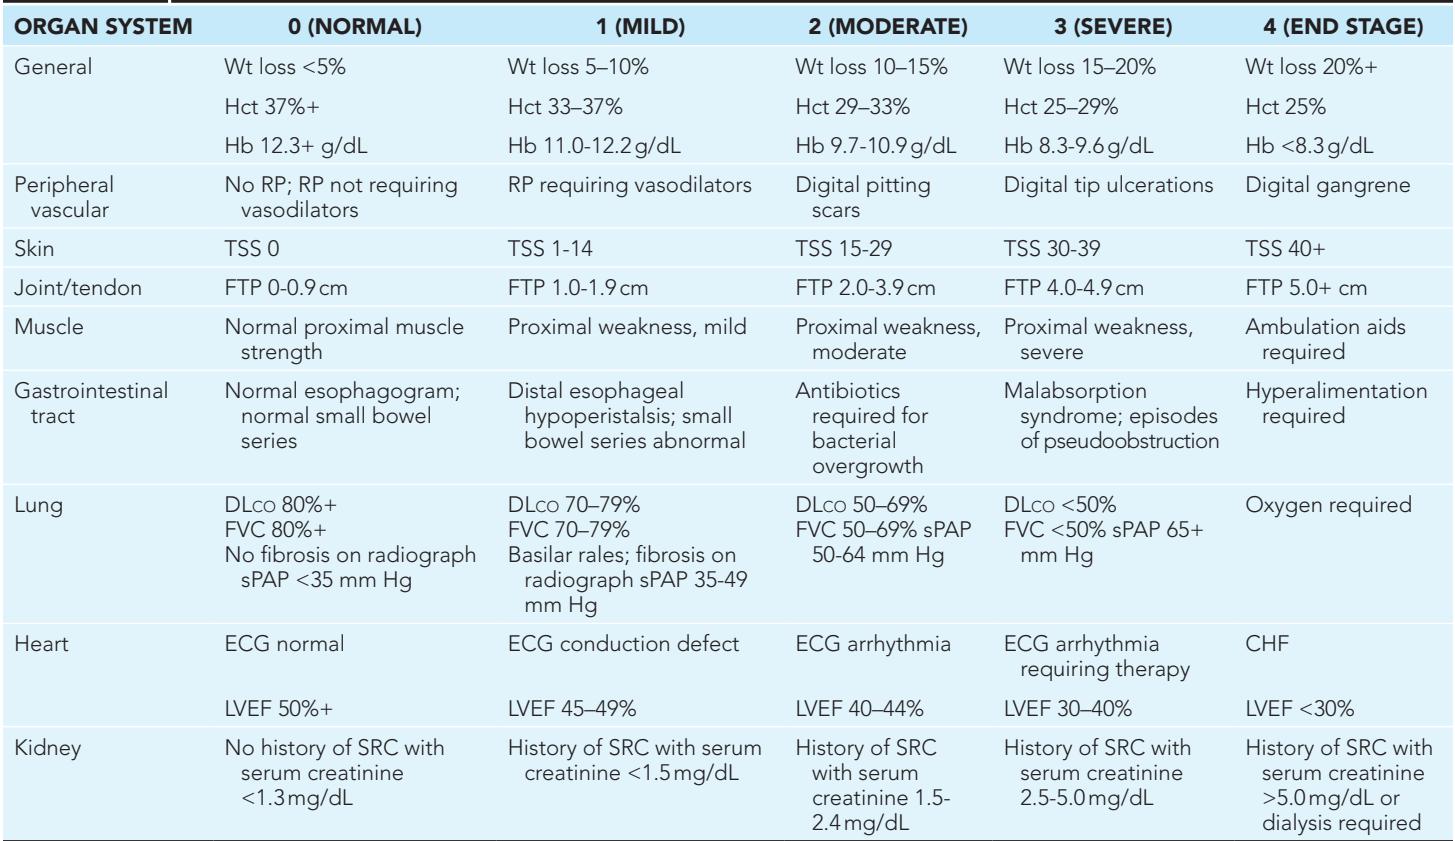 ORGAN SYSTEM 0 (NORMAL) 1 (MILD) 2 (MODERATE) 3 (SEVERE) 4 (END STAGE)
General Wt loss <5% Wt loss 5–10% Wt loss 10–15% Wt loss 15–20% Wt loss 20%+
Hct 37%+ Hct 33–37% Hct 29–33% Hct 25–29% Hct 25%
Hb 12.3+ g/dL Hb 11.0-12.2 g/dL Hb 9.7-10.9 g/dL Hb 8.3-9.6 g/dL Hb <8.3 g/dL
Peripheral No RP; RP not requiring RP requiring vasodilators Digital pitting Digital tip ulcerations Digital gangrene
vascular vasodilators scars
Skin TSS 0 TSS 1-14 TSS 15-29 TSS 30-39 TSS 40+
Joint/tendon FTP 0-0.9 cm FTP 1.0-1.9 cm FTP 2.0-3.9 cm FTP 4.0-4.9 cm FTP 5.0+ cm
Muscle Normal proximal muscle Proximal weakness, mild Proximal weakness, Proximal weakness, Ambulation aids
strength moderate severe required
Gastrointestinal Normal esophagogram; Distal esophageal Antibiotics Malabsorption Hyperalimentation
tract normal small bowel hypoperistalsis; small required for syndrome; episodes required
series bowel series abnormal bacterial of pseudoobstruction
overgrowth
Lung DLCO 80%+ DLCO 70–79% DLCO 50–69% DLCO <50% Oxygen required
FVC 80%+ FVC 70–79% FVC 50–69% sPAP FVC <50% sPAP 65+
No fibrosis on radiograph Basilar rales; fibrosis on 50-64 mm Hg mm Hg
sPAP <35 mm Hg radiograph sPAP 35-49
mm Hg
Heart ECG normal ECG conduction defect ECG arrhythmia ECG arrhythmia CHF
requiring therapy
LVEF 50%+ LVEF 45–49% LVEF 40–44% LVEF 30–40% LVEF <30%
Kidney No history of SRC with History of SRC with serum History of SRC History of SRC with History of SRC with
serum creatinine creatinine <1.5 mg/dL with serum serum creatinine serum creatinine
<1.3 mg/dL creatinine 1.5- 2.5-5.0 mg/dL >5.0 mg/dL or
2.4 mg/dL dialysis required